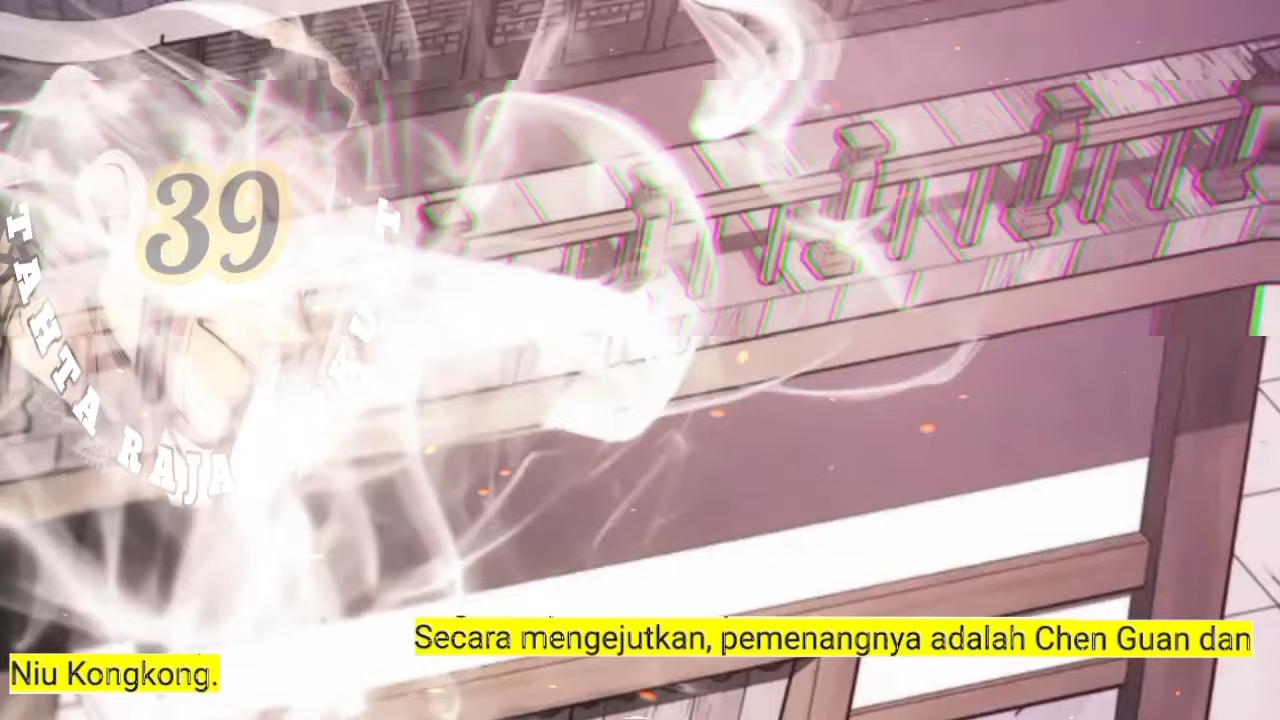 39
TAHTA RAJA
Secara mengejutkan, pemenangnya adalah Chen Guan dan
Niu Kongkong.